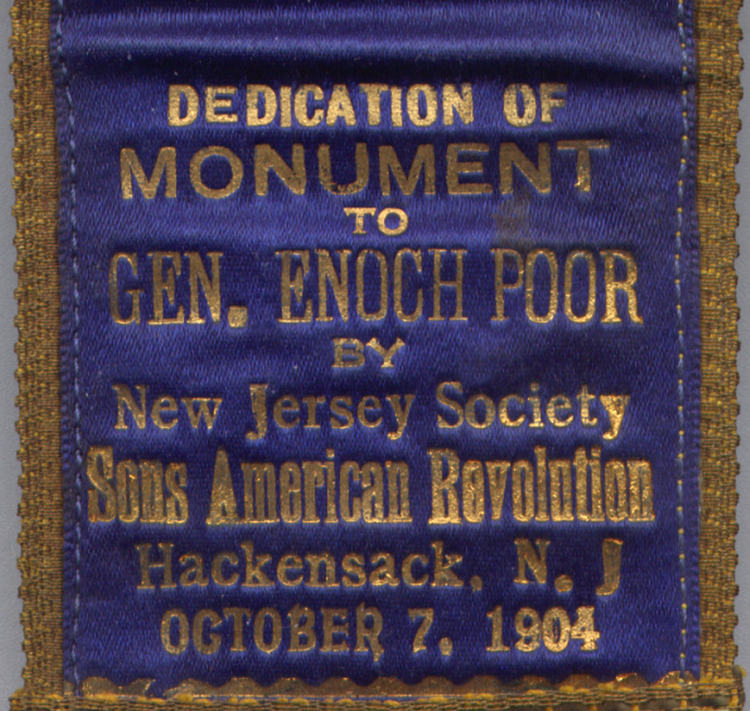 DEDICATION OF
MONUMENT
TO
GEN. ENOCH POOR
BY
New Jersey Society
Sons American Revolution
Hackensack, N. J
OCTOBER 7, 1904